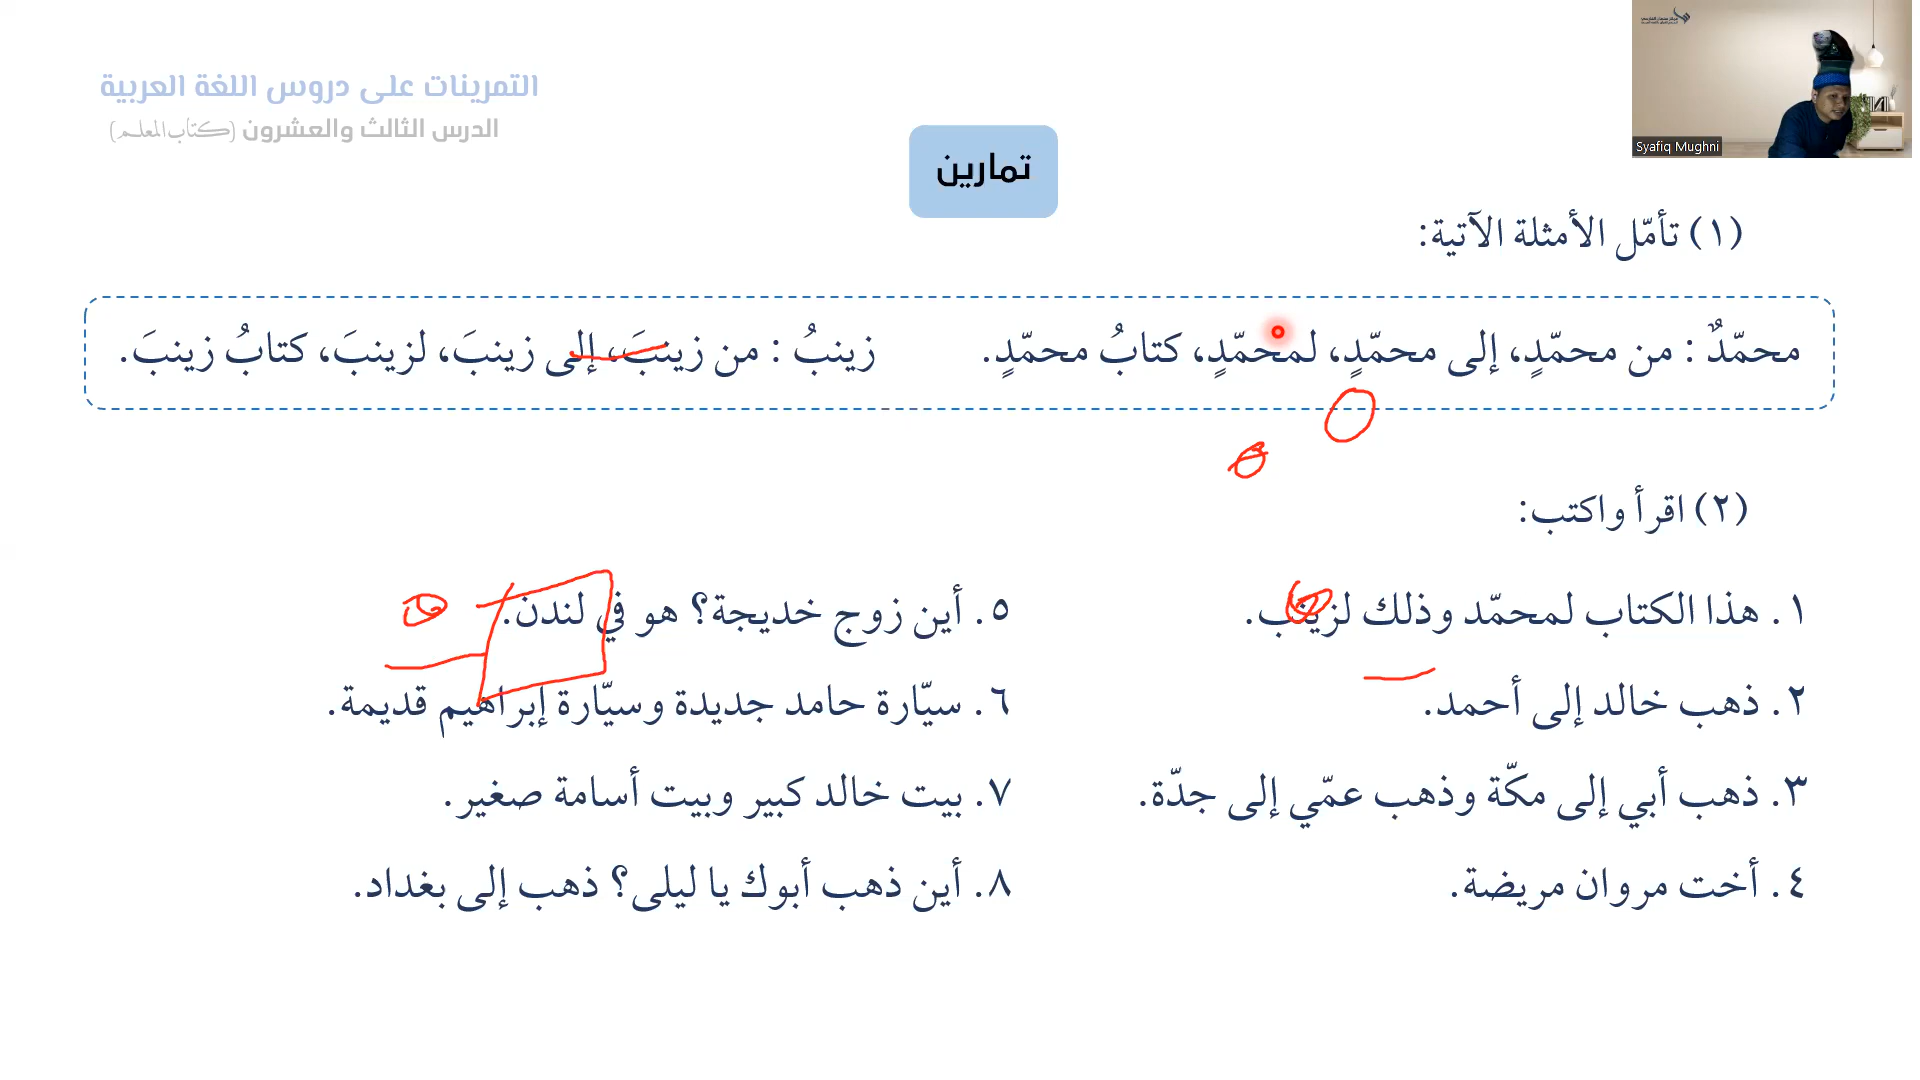 التمرينات على دروس اللغة العربية
الدرس الثالث والعشرون (كتاب المعلم)
Syafiq Mughni
تمارين
(١) تأمّل الأمثلة الآتية:
محمّدٌ : من محمّدٍ، إلى محمّدٍ، لمحمّدٍ، كتابُ محمّدٍ.
زينبُ : من زينبَ، إلى زينبَ، لزينبَ، كتابُ زينبَ.
(٢) اقرأ واكتب:
١. هذا الكتاب لمحمّد وذلك لزينب.
٢. ذهب خالد إلى أحمد.
٣. ذهب أبي إلى مكّة وذهب عمّي إلى جدّة.
٤. أخت مروان مريضة.
٥. أين زوج خديجة؟ هو في لندن.
٦. سيّارة حامد جديدة وسيّارة إبراهيم قديمة.
٧. بيت خالد كبير وبيت أسامة صغير.
٨. أين ذهب أبوك يا ليلى؟ ذهب إلى بغداد.